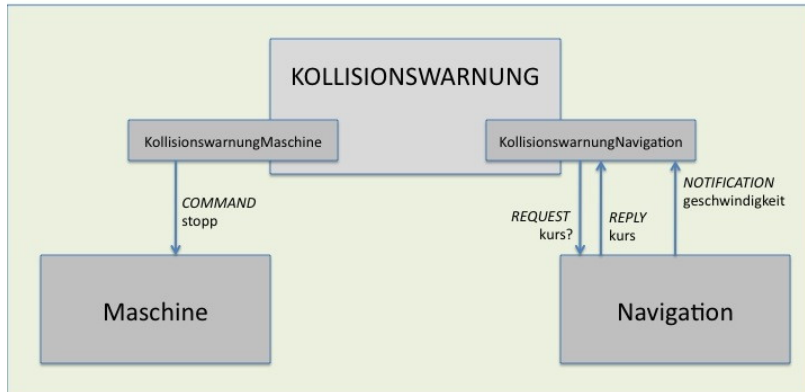 KOLLISIONSWARNUNG
KollisionswarnungMaschine
KollisionswarnungNavigation
COMMAND
stopp
REQUEST
kurs?
REPLY
kurs
NOTIFICATION
geschwindigkeit
Maschine
Navigation